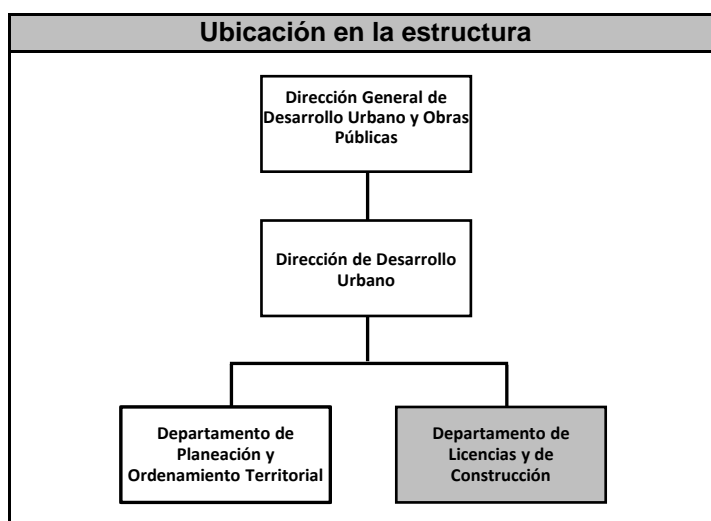 Ubicación en la estructura
Dirección General de
Desarrollo Urbano y Obras
Públicas
Dirección de Desarrollo
Urbano
Departamento de
Planeación y
Ordenamiento Territorial
Departamento de
Licencias y de
Construcción